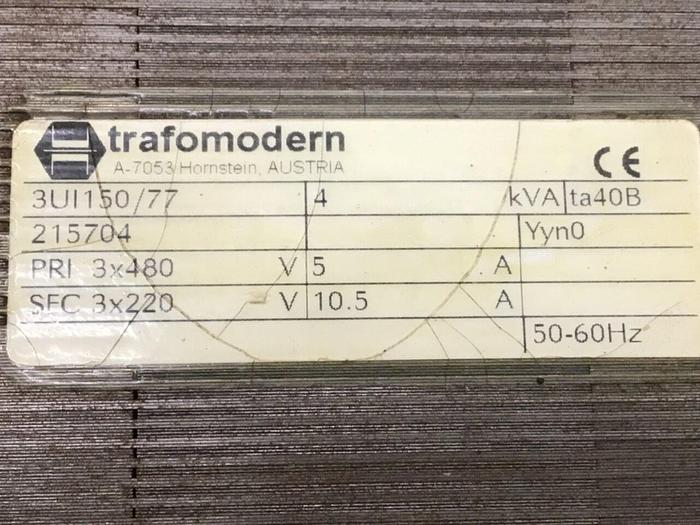 trafomodern
A-7053 Hornstein, AUSTRIA
CE
3UI150/77 4 kVA ta40B
215704 Yyn0
PRI 3x480 V 5 A
SEC 3x220 V 10.5 A
50-60Hz